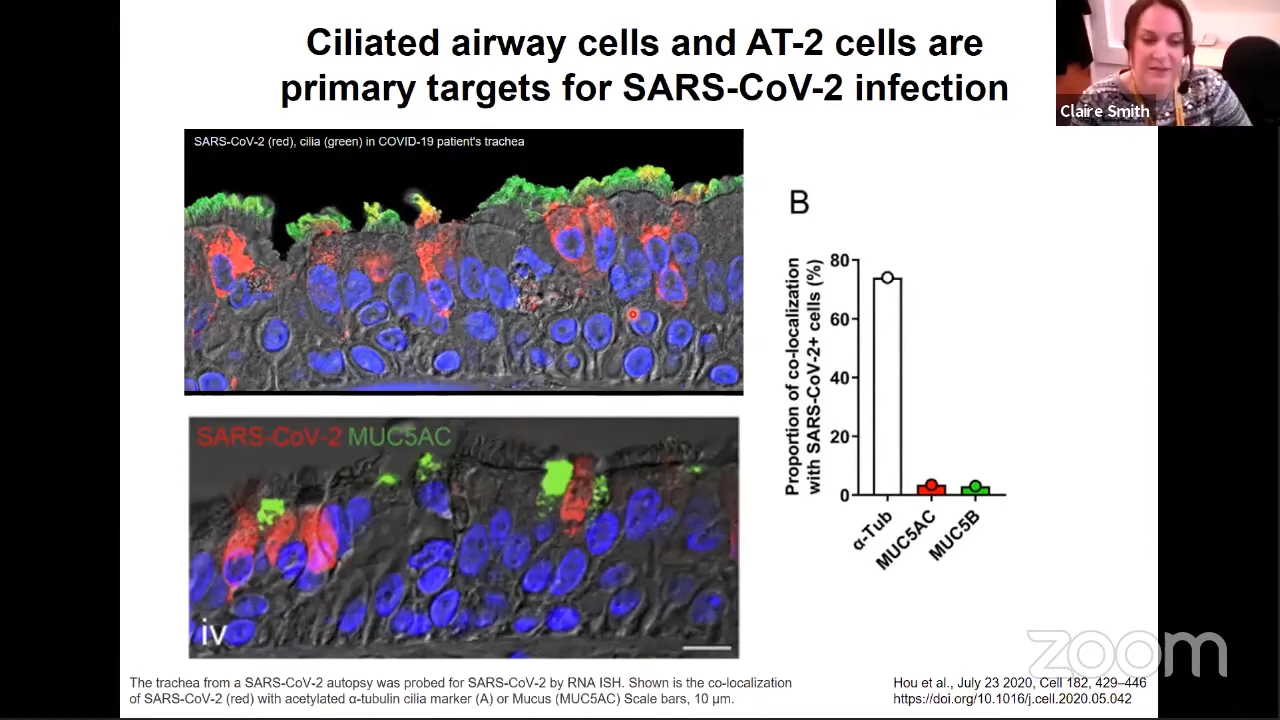 Ciliated airway cells and AT-2 cells are
primary targets for SARS-CoV-2 infection
Claire Smith
SARS-CoV-2 (red), cilia (green) in COVID-19 patient's trachea
SARS-CoV-2 MUC5AC
iv
B
Proportion of co-localization
with SARS-CoV-2+ cells (%)
80
60
40
20
0
α-Tub
MUC5AC
MUC5B
zoom
The trachea from a SARS-CoV-2 autopsy was probed for SARS-CoV-2 by RNA ISH. Shown is the co-localization
of SARS-CoV-2 (red) with acetylated α-tubulin cilia marker (A) or Mucus (MUC5AC) Scale bars, 10 μm.
Hou et al., July 23 2020, Cell 182, 429–446
https://doi.org/10.1016/j.cell.2020.05.042